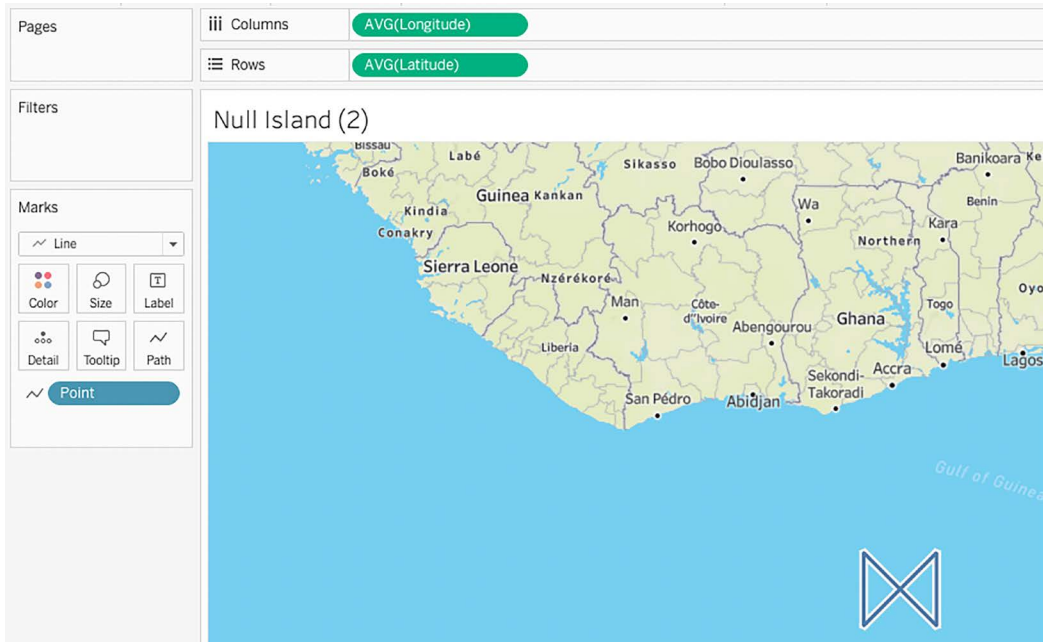 Pages
Columns
AVG(Longitude)
Rows
AVG(Latitude)
Filters
Null Island (2)
Marks
Line
Color
Size
Label
Detail
Tooltip
Path
Point
Bissau
Labé
Boké
Sikasso
Bobo Dioulasso
Banikoara
Ke
Guinea
Kankan
Wa
Benin
Kindia
Korhogo
Kara
Conakry
Northern
Sierra Leone
Nzérékoré
Oyo
Man
Côte-
d''Ivoire
Togo
Ghana
Abengourou
Liberia
Lomé
Lagos
Accra
Sekondi-
Takoradi
San Pédro
Abidjan
Gulf of Guinea